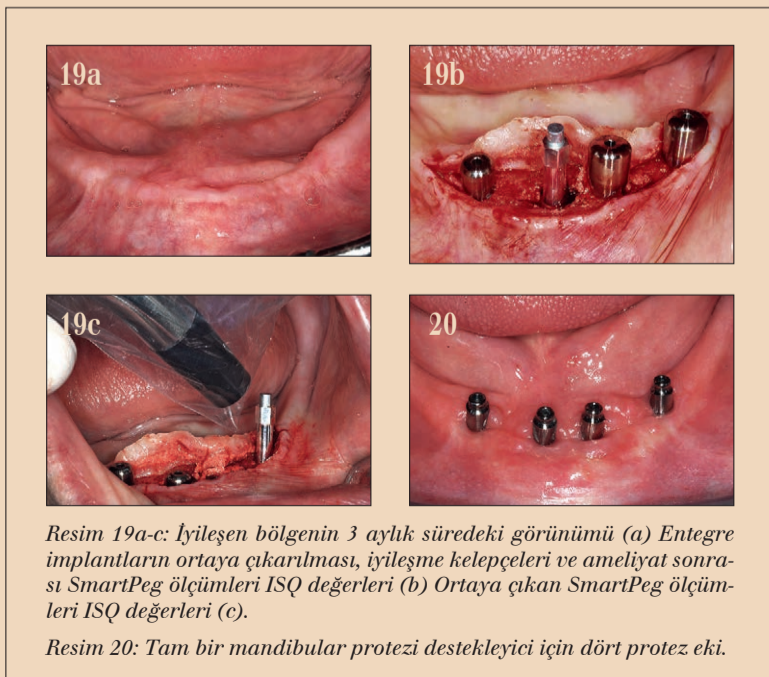 19a
19b
19c
20
Resim 19a-c: İyileşen bölgenin 3 aylık süredeki görünümü (a) Entegre
implantların ortaya çıkarılması, iyileşme kelepçeleri ve ameliyat sonra-
sı SmartPeg ölçümleri ISQ değerleri (b) Ortaya çıkan SmartPeg ölçüm-
leri ISQ değerleri (c).
Resim 20: Tam bir mandibular protezi destekleyici için dört protez eki.